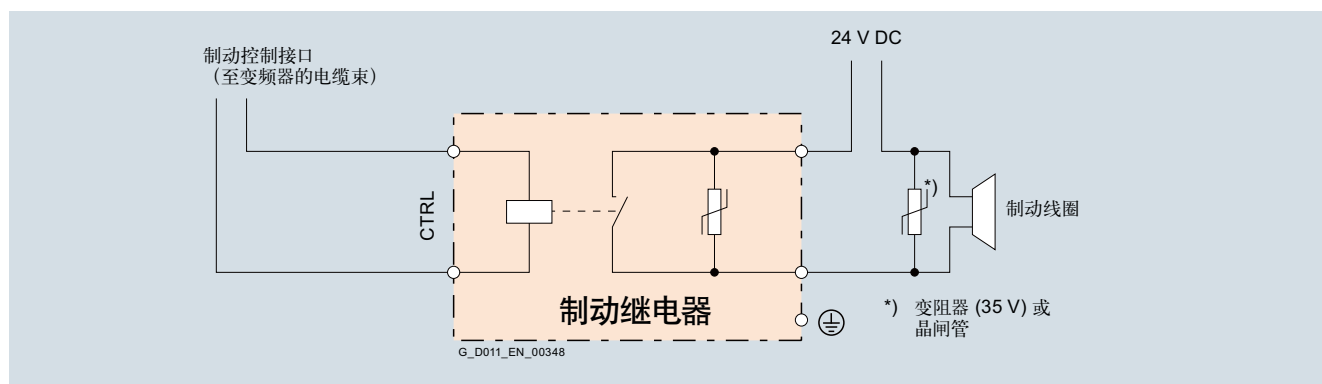 制动控制接口
（至变频器的电缆束）
24 V DC
CTRL
*)
制动线圈
制动继电器
*) 变阻器 (35 V) 或
晶闸管
G_D011_EN_00348